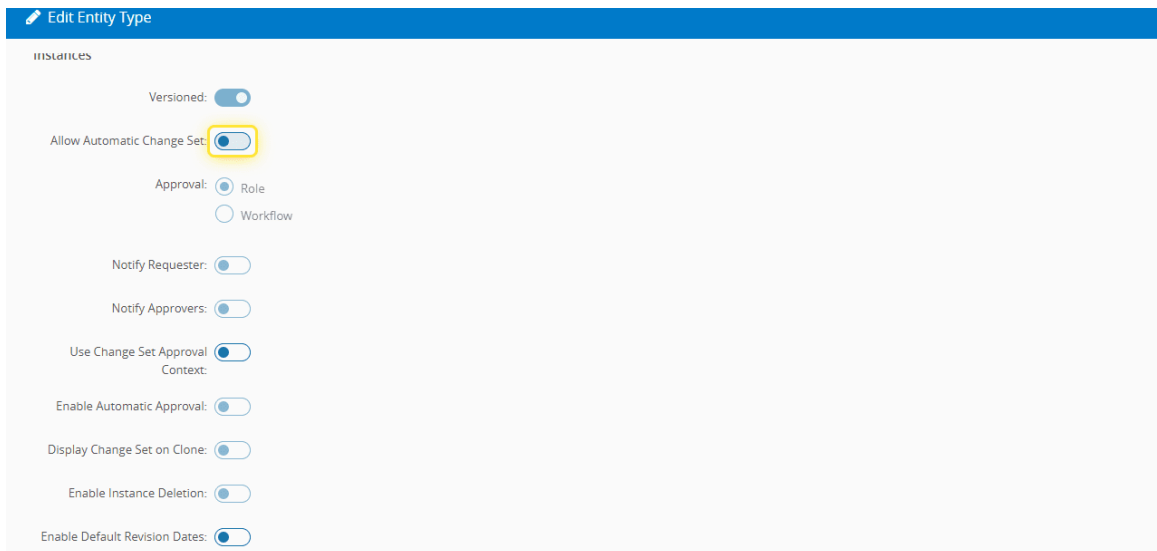 Edit Entity Type
Instances
Versioned:
Allow Automatic Change Set:
Approval:
Role
Workflow
Notify Requester:
Notify Approvers:
Use Change Set Approval
Context:
Enable Automatic Approval:
Display Change Set on Clone:
Enable Instance Deletion:
Enable Default Revision Dates: